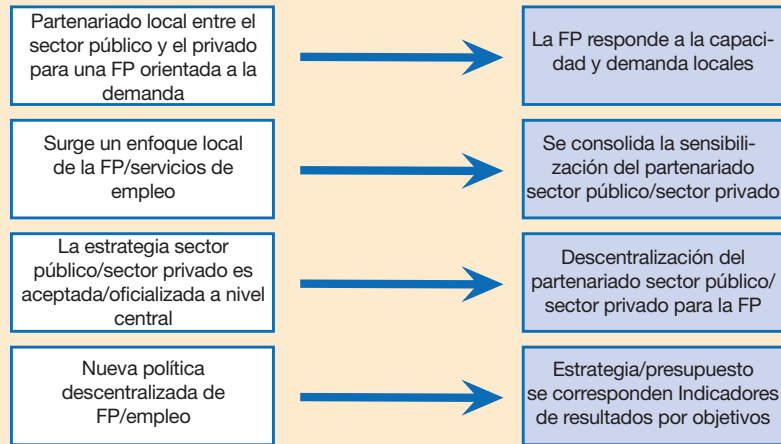 Partenariado local entre el
sector público y el privado
para una FP orientada a la
demanda
La FP responde a la capaci-
dad y demanda locales
Surge un enfoque local
de la FP/servicios de
empleo
Se consolida la sensibili-
zación del partenariado
sector público/sector privado
La estrategia sector
público/sector privado es
aceptada/oficializada a nivel
central
Descentralización del
partenariado sector público/
sector privado para la FP
Nueva política
descentralizada de
FP/empleo
Estrategia/presupuesto
se corresponden Indicadores
de resultados por objetivos